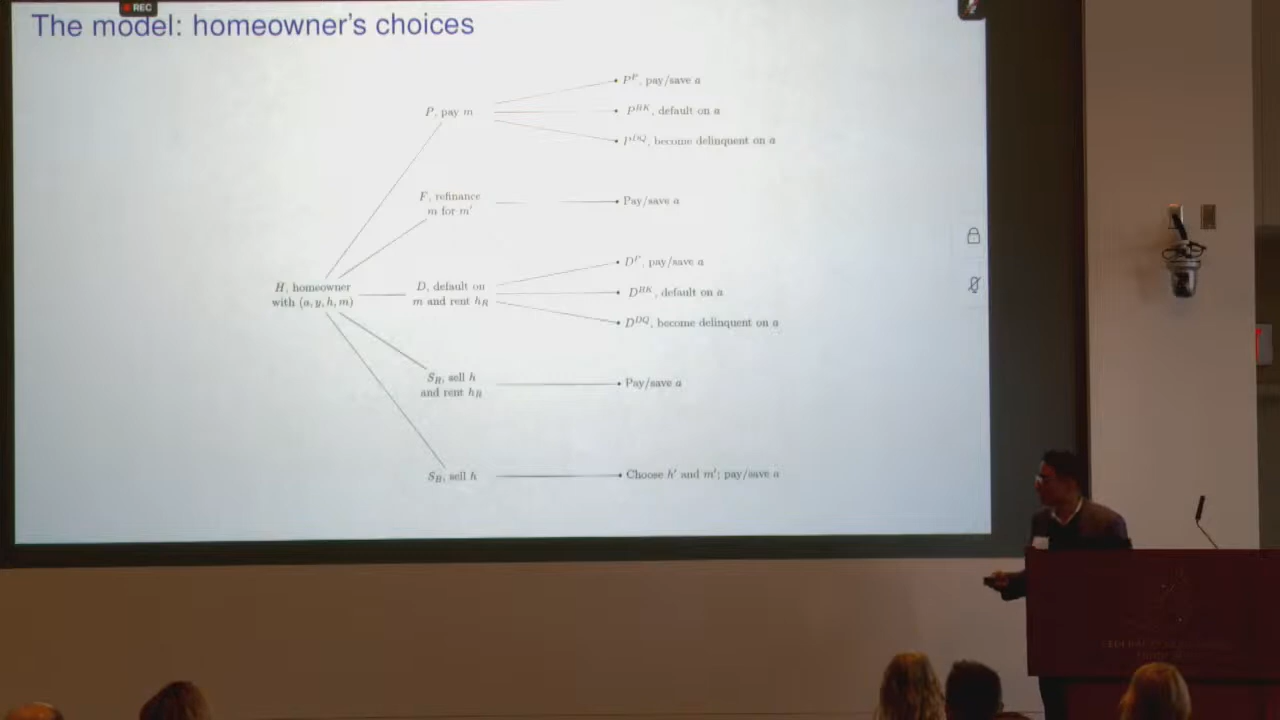 REC
The model: homeowner's choices
P^P, pay/save a
P, pay m
P^BK, default on a
P^DQ, become delinquent on a
F, refinance
m for m′
Pay/save a
D^P, pay/save a
H, homeowner
with (a, y, h, m)
D, default on
m and rent h_R
D^BK, default on a
D^DQ, become delinquent on a
S_R, sell h
and rent h_R
Pay/save a
S_H, sell h
Choose h′ and m′; pay/save a